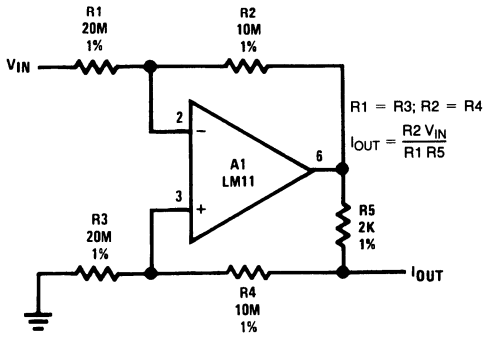 R1
20M
1%
R2
10M
1%
VIN
R1 = R3; R2 = R4
IOUT = R2 VIN
R1 R5
2
−
A1
LM11
6
3
+
R3
20M
1%
R5
2K
1%
IOUT
R4
10M
1%